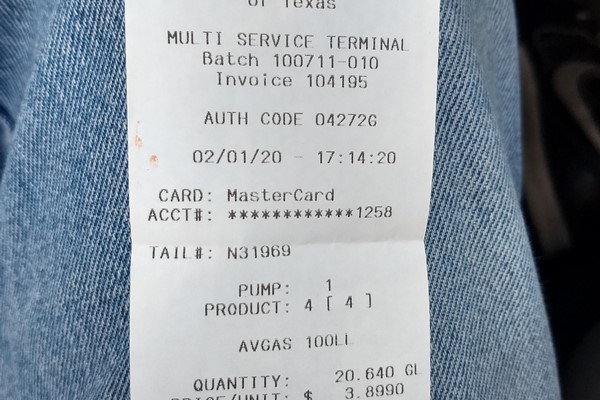 of Texas
MULTI SERVICE TERMINAL
Batch 100711-010
Invoice 104195
AUTH CODE 04272G
02/01/20 - 17:14:20
CARD: MasterCard
ACCT#: ************1258
TAIL#: N31969
PUMP: 1
PRODUCT: 4 [ 4 ]
AVGAS 100LL
QUANTITY: 20.640 GL
PRICE/UNIT: $ 3.8990